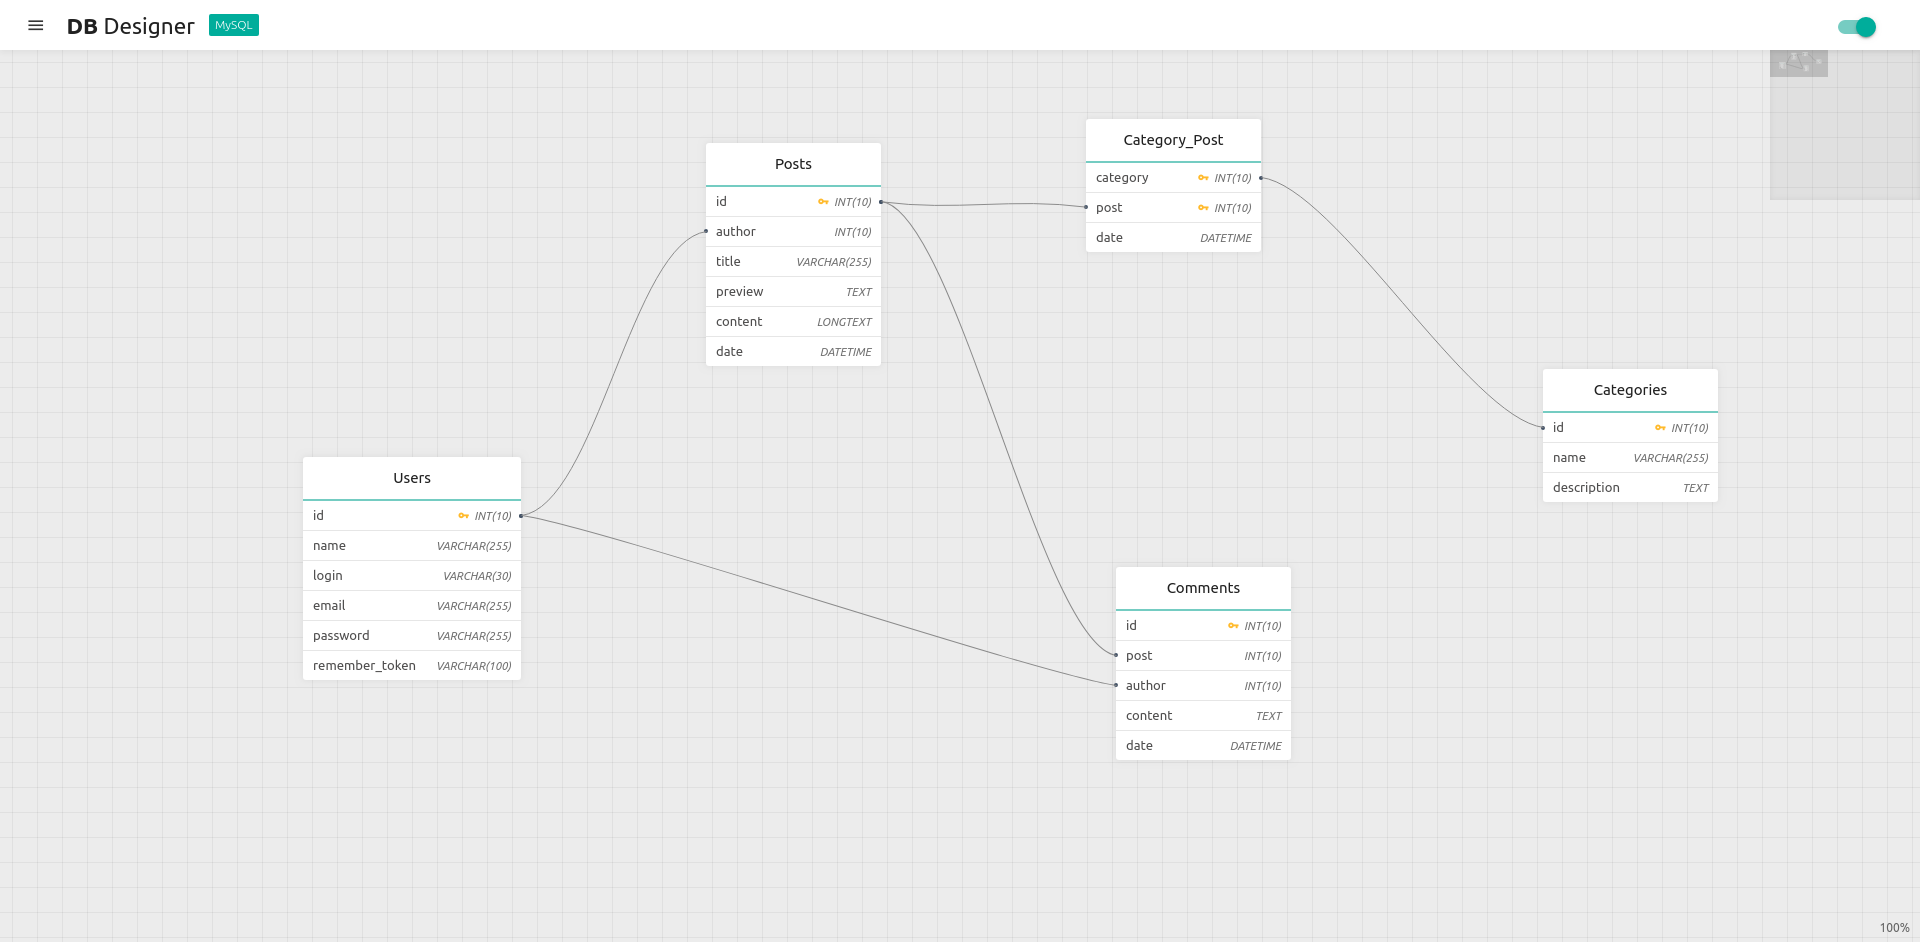 DB Designer MySQL
Posts
id INT(10)
author INT(10)
title VARCHAR(255)
preview TEXT
content LONGTEXT
date DATETIME
Category_Post
category INT(10)
post INT(10)
date DATETIME
Categories
id INT(10)
name VARCHAR(255)
description TEXT
Users
id INT(10)
name VARCHAR(255)
login VARCHAR(30)
email VARCHAR(255)
password VARCHAR(255)
remember_token VARCHAR(100)
Comments
id INT(10)
post INT(10)
author INT(10)
content TEXT
date DATETIME
100%